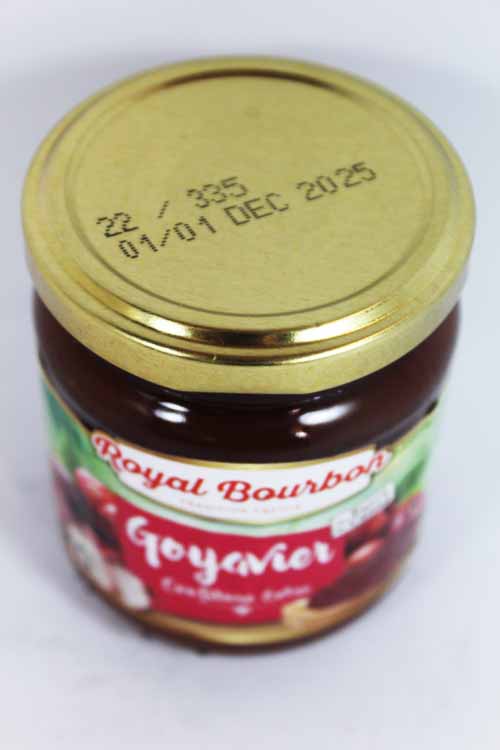 22 / 335
01/01 DEC 2025
Royal Bourbon
Goyavier